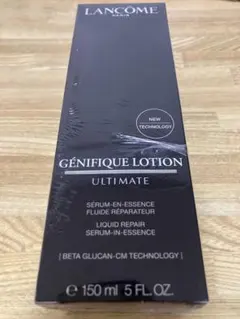 LANCÔME
PARIS
NEW
TECHNOLOGY
GÉNIFIQUE LOTION
ULTIMATE
SÉRUM-EN-ESSENCE
FLUIDE RÉPARATEUR
LIQUID REPAIR
SERUM-IN-ESSENCE
[ BETA GLUCAN-CM TECHNOLOGY ]
℮ 150 ml 5 FL.OZ.